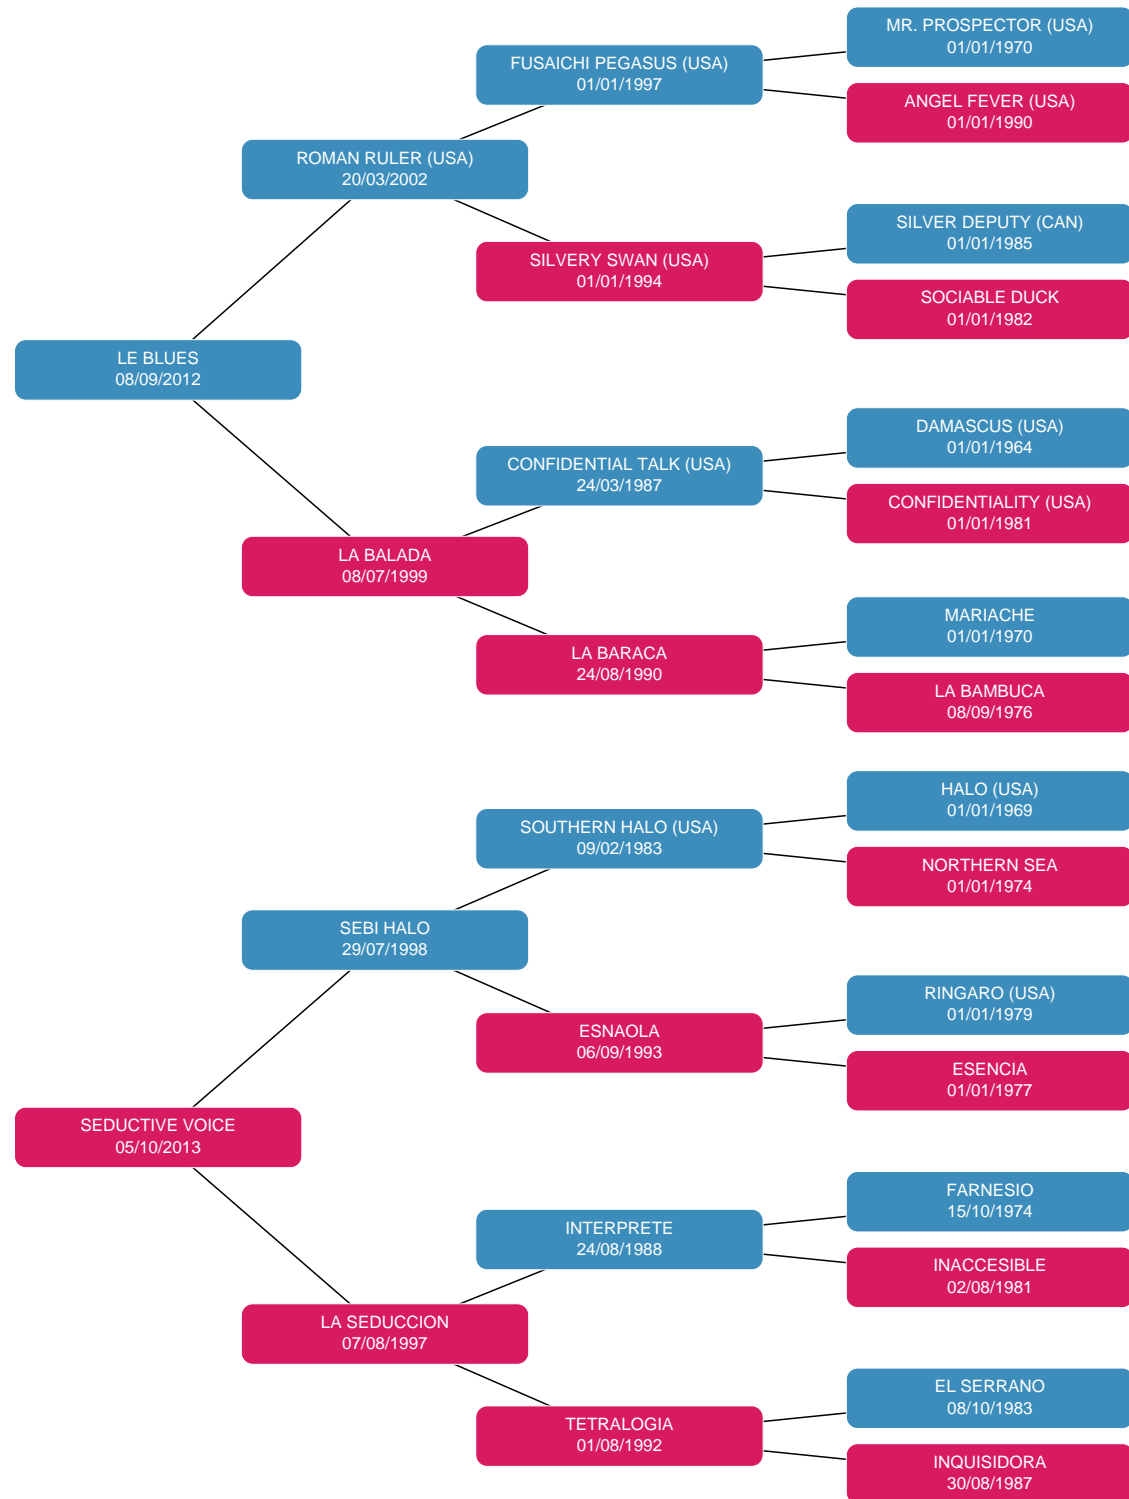 MR. PROSPECTOR (USA)
01/01/1970
FUSAICHI PEGASUS (USA)
01/01/1997
ANGEL FEVER (USA)
01/01/1990
ROMAN RULER (USA)
20/03/2002
SILVER DEPUTY (CAN)
01/01/1985
SILVERY SWAN (USA)
01/01/1994
SOCIABLE DUCK
01/01/1982
LE BLUES
08/09/2012
DAMASCUS (USA)
01/01/1964
CONFIDENTIAL TALK (USA)
24/03/1987
CONFIDENTIALITY (USA)
01/01/1981
LA BALADA
08/07/1999
MARIACHE
01/01/1970
LA BARACA
24/08/1990
LA BAMBUCA
08/09/1976
HALO (USA)
01/01/1969
SOUTHERN HALO (USA)
09/02/1983
NORTHERN SEA
01/01/1974
SEBI HALO
29/07/1998
RINGARO (USA)
01/01/1979
ESNAOLA
06/09/1993
ESENCIA
01/01/1977
SEDUCTIVE VOICE
05/10/2013
FARNESIO
15/10/1974
INTERPRETE
24/08/1988
INACCESIBLE
02/08/1981
LA SEDUCCION
07/08/1997
EL SERRANO
08/10/1983
TETRALOGIA
01/08/1992
INQUISIDORA
30/08/1987